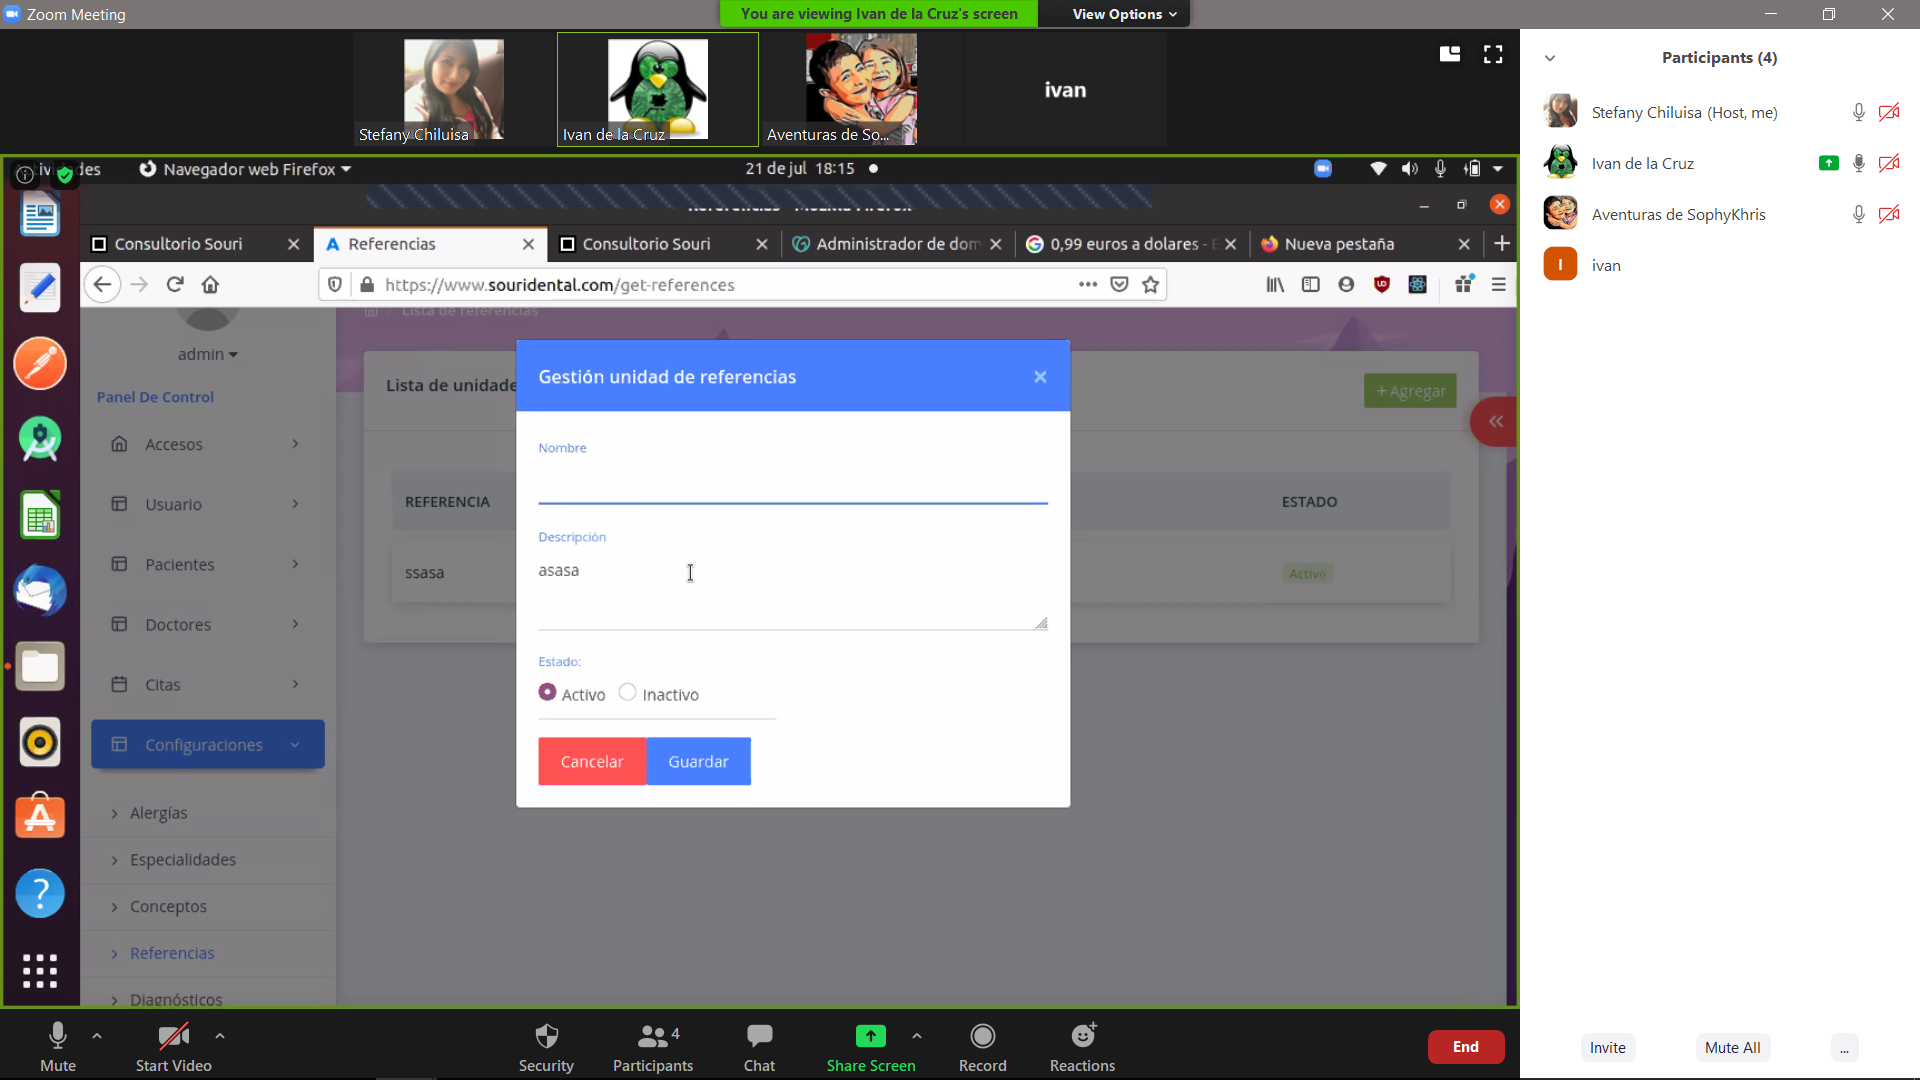 Zoom Meeting
You are viewing Ivan de la Cruz's screen
View Options
Stefany Chiluisa
Ivan de la Cruz
Aventuras de So...
ivan
Participants (4)
Stefany Chiluisa (Host, me)
Ivan de la Cruz
Aventuras de SophyKhris
I
ivan
des
Navegador web Firefox
21 de jul 18:15
Consultorio Souri
Referencias
Consultorio Souri
Administrador de dom
0,99 euros a dolares -
Nueva pestaña
https://www.souridental.com/get-references
Lista de referencias
admin
Panel De Control
Accesos
Usuario
Pacientes
Doctores
Citas
Configuraciones
Alergías
Especialidades
Conceptos
Referencias
Diagnósticos
Lista de unidade
+ Agregar
REFERENCIA
ESTADO
ssasa
Activo
Gestión unidad de referencias
Nombre
Descripción
asasa
Estado:
Activo
Inactivo
Cancelar
Guardar
Mute
Start Video
Security
Participants
4
Chat
Share Screen
Record
Reactions
End
Invite
Mute All
...